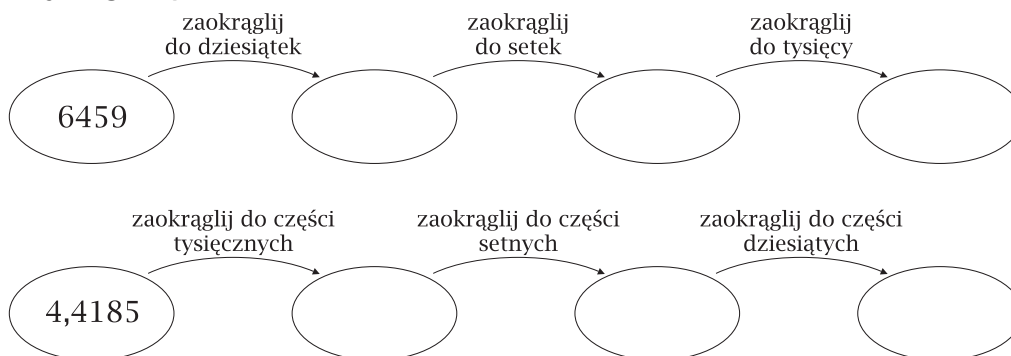 zaokrąglij
do dziesiątek
zaokrąglij
do setek
zaokrąglij
do tysięcy
6459
zaokrąglij do części
tysięcznych
zaokrąglij do części
setnych
zaokrąglij do części
dziesiątych
4,4185